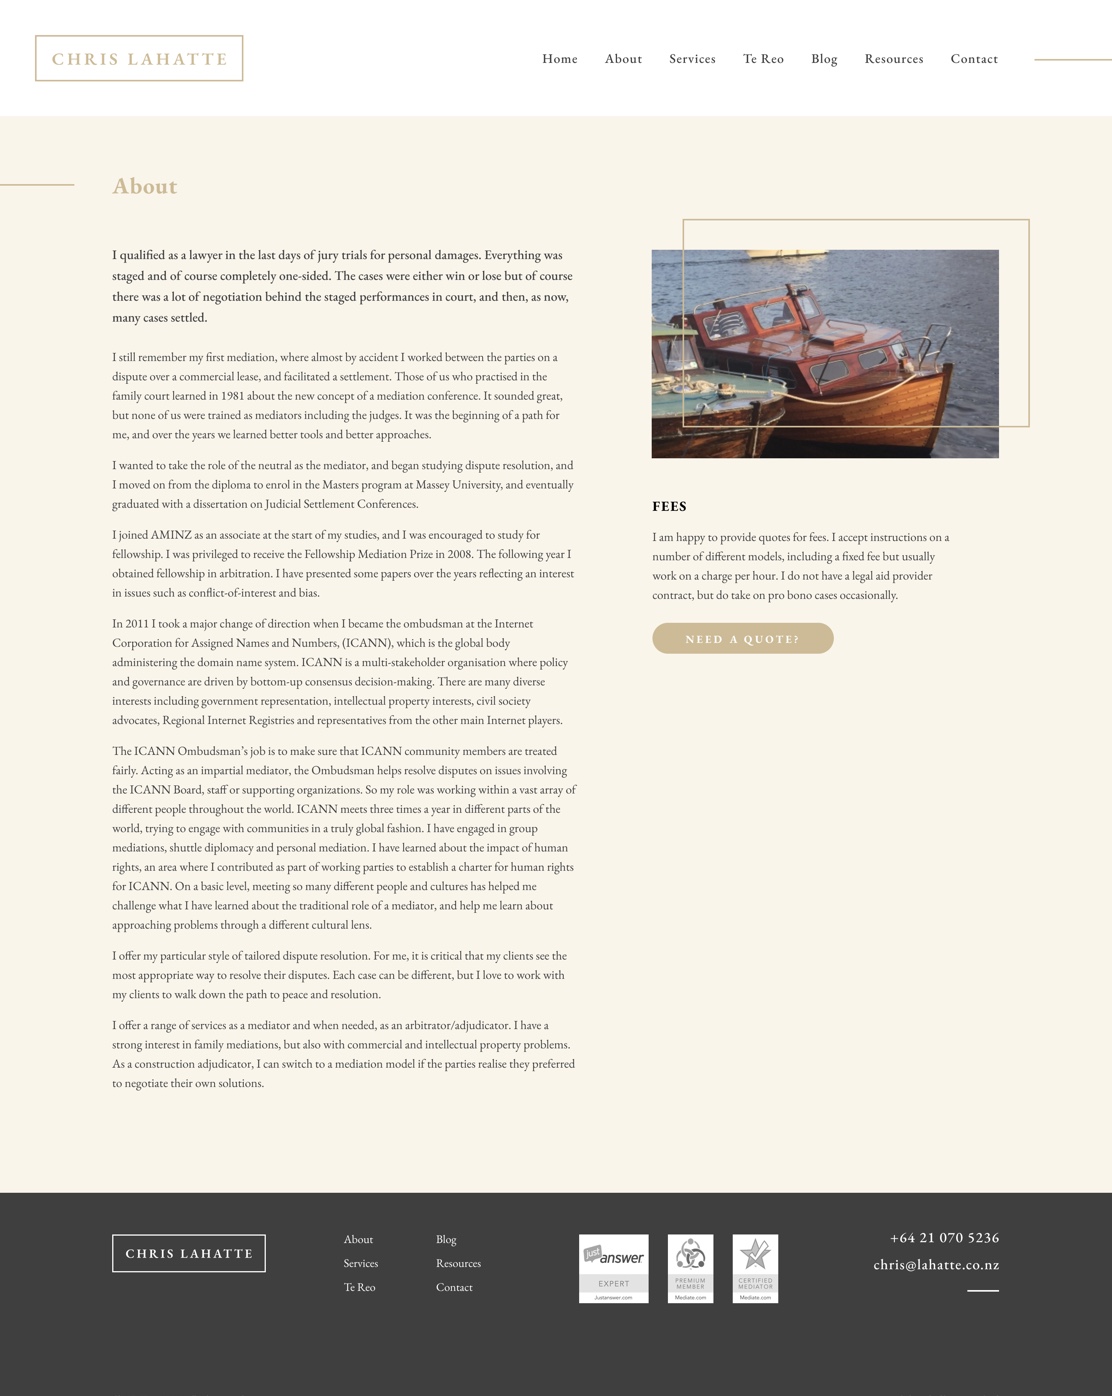 CHRIS LAHATTE
Home About Services Te Reo Blog Resources Contact
About
I qualified as a lawyer in the last days of jury trials for personal damages. Everything was
staged and of course completely one-sided. The cases were either win or lose but of course
there was a lot of negotiation behind the staged performances in court, and then, as now,
many cases settled.
I still remember my first mediation, where almost by accident I worked between the parties on a
dispute over a commercial lease, and facilitated a settlement. Those of us who practised in the
family court learned in 1981 about the new concept of a mediation conference. It sounded great,
but none of us were trained as mediators including the judges. It was the beginning of a path for
me, and over the years we learned better tools and better approaches.
I wanted to take the role of the neutral as the mediator, and began studying dispute resolution, and
I moved on from the diploma to enrol in the Masters program at Massey University, and eventually
graduated with a dissertation on Judicial Settlement Conferences.
I joined AMINZ as an associate at the start of my studies, and I was encouraged to study for
fellowship. I was privileged to receive the Fellowship Mediation Prize in 2008. The following year I
obtained fellowship in arbitration. I have presented some papers over the years reflecting an interest
in issues such as conflict-of-interest and bias.
In 2011 I took a major change of direction when I became the ombudsman at the Internet
Corporation for Assigned Names and Numbers, (ICANN), which is the global body
administering the domain name system. ICANN is a multi-stakeholder organisation where policy
and governance are driven by bottom-up consensus decision-making. There are many diverse
interests including government representation, intellectual property interests, civil society
advocates, Regional Internet Registries and representatives from the other main Internet players.
The ICANN Ombudsman's job is to make sure that ICANN community members are treated
fairly. Acting as an impartial mediator, the Ombudsman helps resolve disputes on issues involving
the ICANN Board, staff or supporting organizations. So my role was working within a vast array of
different people throughout the world. ICANN meets three times a year in different parts of the
world, trying to engage with communities in a truly global fashion. I have engaged in group
mediations, shuttle diplomacy and personal mediation. I have learned about the impact of human
rights, an area where I contributed as part of working parties to establish a charter for human rights
for ICANN. On a basic level, meeting so many different people and cultures has helped me
challenge what I have learned about the traditional role of a mediator, and help me learn about
approaching problems through a different cultural lens.
I offer my particular style of tailored dispute resolution. For me, it is critical that my clients see the
most appropriate way to resolve their disputes. Each case can be different, but I love to work with
my clients to walk down the path to peace and resolution.
I offer a range of services as a mediator and when needed, as an arbitrator/adjudicator. I have a
strong interest in family mediations, but also with commercial and intellectual property problems.
As a construction adjudicator, I can switch to a mediation model if the parties realise they preferred
to negotiate their own solutions.
FEES
I am happy to provide quotes for fees. I accept instructions on a
number of different models, including a fixed fee but usually
work on a charge per hour. I do not have a legal aid provider
contract, but do take on pro bono cases occasionally.
NEED A QUOTE?
CHRIS LAHATTE
About
Services
Te Reo
Blog
Resources
Contact
just answer
EXPERT
Justanswer.com
PREMIUM
MEMBER
Mediate.com
CERTIFIED
MEDIATOR
Mediate.com
+64 21 070 5236
chris@lahatte.co.nz